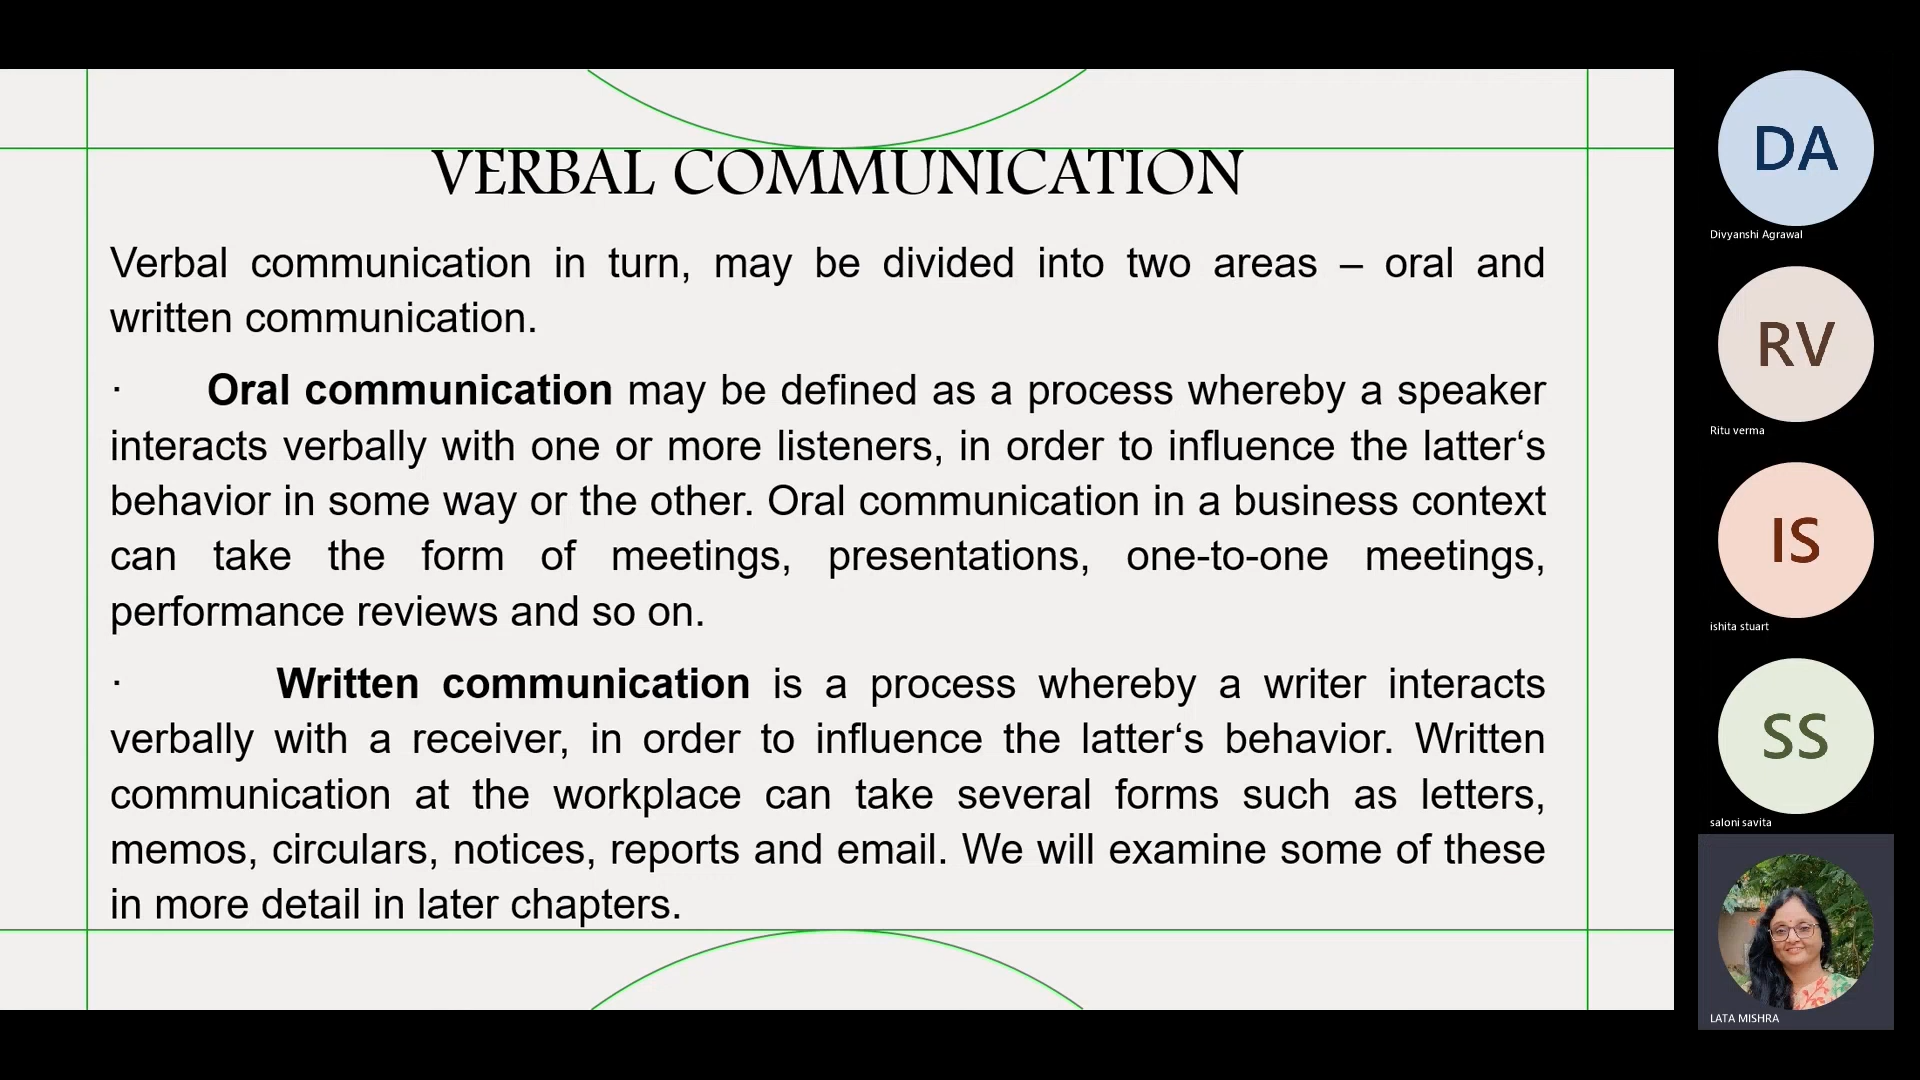 VERBAL COMMUNICATION
Verbal communication in turn, may be divided into two areas – oral and
written communication.
· Oral communication may be defined as a process whereby a speaker
interacts verbally with one or more listeners, in order to influence the latter‘s
behavior in some way or the other. Oral communication in a business context
can take the form of meetings, presentations, one-to-one meetings,
performance reviews and so on.
· Written communication is a process whereby a writer interacts
verbally with a receiver, in order to influence the latter‘s behavior. Written
communication at the workplace can take several forms such as letters,
memos, circulars, notices, reports and email. We will examine some of these
in more detail in later chapters.
DA
Divyanshi Agrawal
RV
Ritu verma
IS
ishita stuart
SS
saloni savita
LATA MISHRA